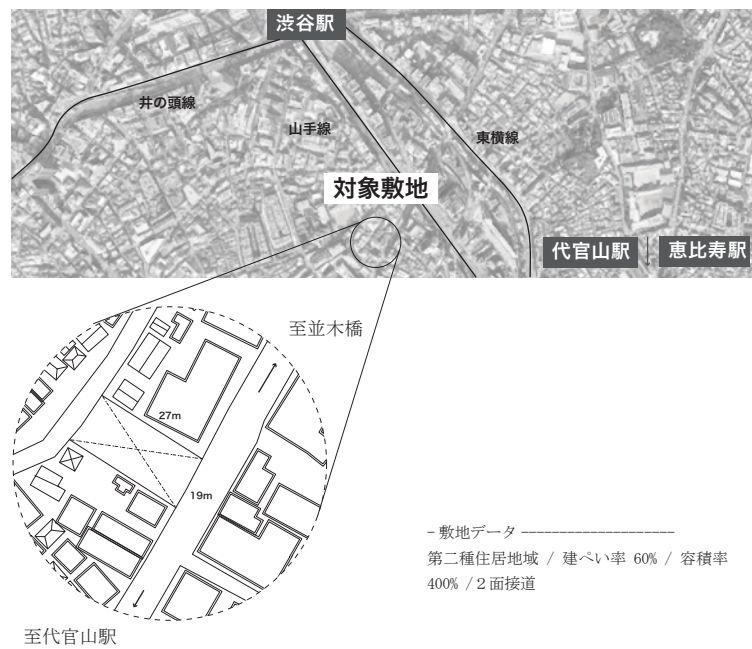 渋谷駅
井の頭線
山手線
東横線
対象敷地
代官山駅
恵比寿駅
至並木橋
27m
19m
- 敷地データ --------------------
第二種住居地域 / 建ぺい率 60% / 容積率
400% /２面接道
至代官山駅